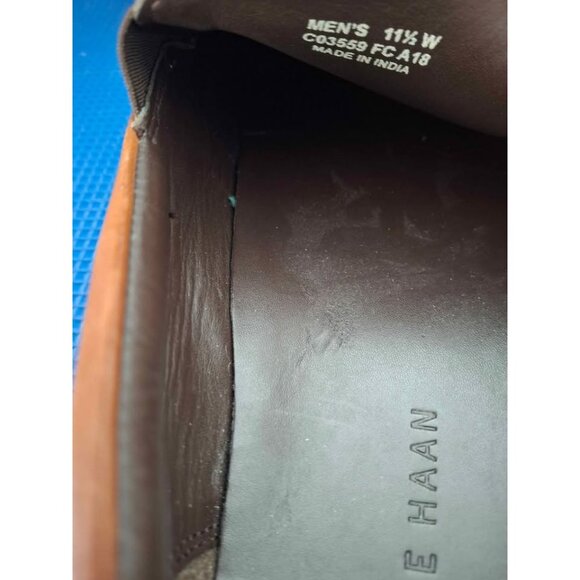 MEN'S 11½ W
C03559 FC A18
MADE IN INDIA
E HAAN